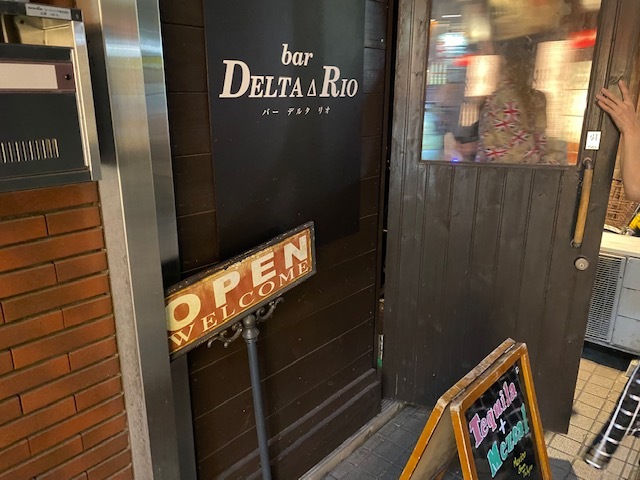 bar
DELTA Δ RIO
バー デルタ リオ
OPEN
WELCOME
Tequila
+
Mezcal